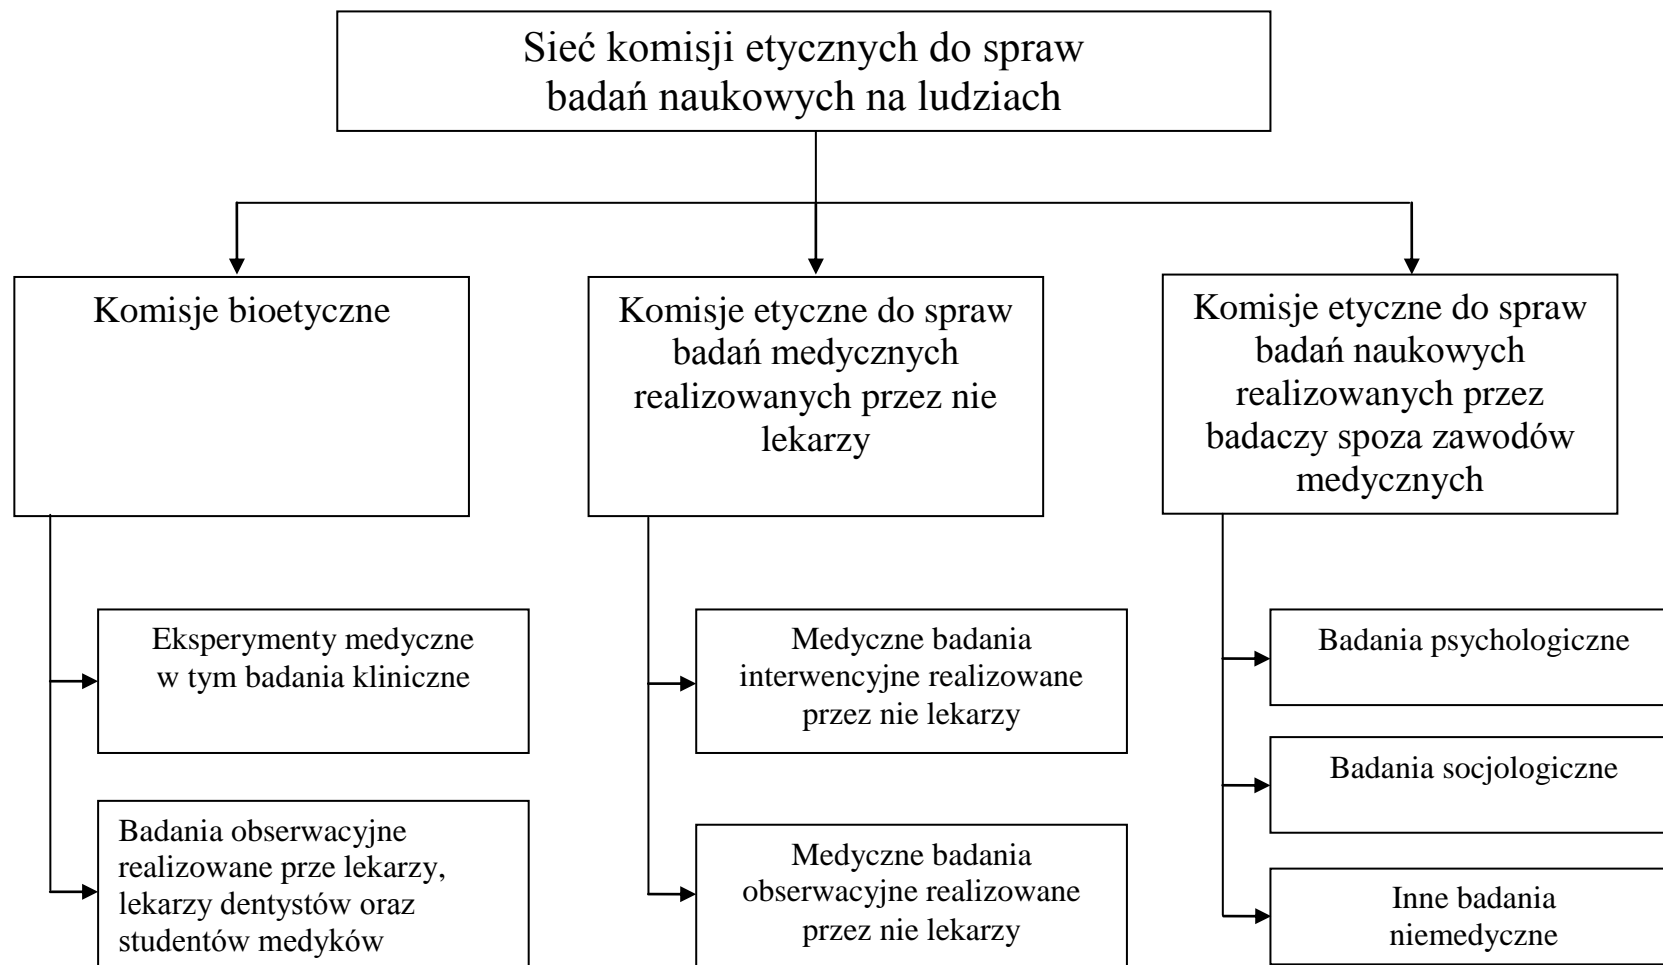 Sieć komisji etycznych do spraw
badań naukowych na ludziach
Komisje bioetyczne
Komisje etyczne do spraw
badań medycznych
realizowanych przez nie
lekarzy
Komisje etyczne do spraw
badań naukowych
realizowanych przez
badaczy spoza zawodów
medycznych
Eksperymenty medyczne
w tym badania kliniczne
Badania obserwacyjne
realizowane prze lekarzy,
lekarzy dentystów oraz
studentów medyków
Medyczne badania
interwencyjne realizowane
przez nie lekarzy
Medyczne badania
obserwacyjne realizowane
przez nie lekarzy
Badania psychologiczne
Badania socjologiczne
Inne badania
niemedyczne